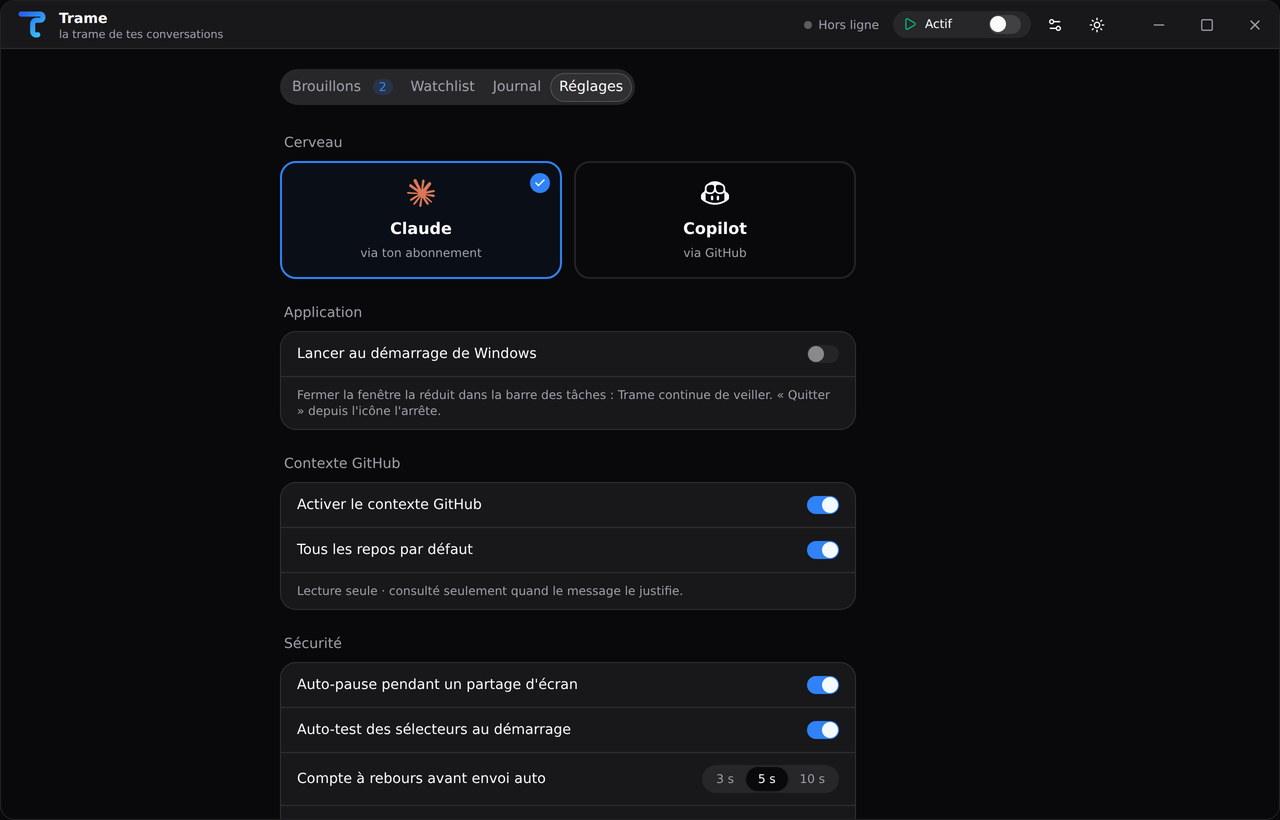 Trame
la trame de tes conversations
Hors ligne
Actif
Brouillons 2 Watchlist Journal Réglages
Cerveau
Claude
via ton abonnement
Copilot
via GitHub
Application
Lancer au démarrage de Windows
Fermer la fenêtre la réduit dans la barre des tâches : Trame continue de veiller. « Quitter
» depuis l'icône l'arrête.
Contexte GitHub
Activer le contexte GitHub
Tous les repos par défaut
Lecture seule · consulté seulement quand le message le justifie.
Sécurité
Auto-pause pendant un partage d'écran
Auto-test des sélecteurs au démarrage
Compte à rebours avant envoi auto
3 s 5 s 10 s